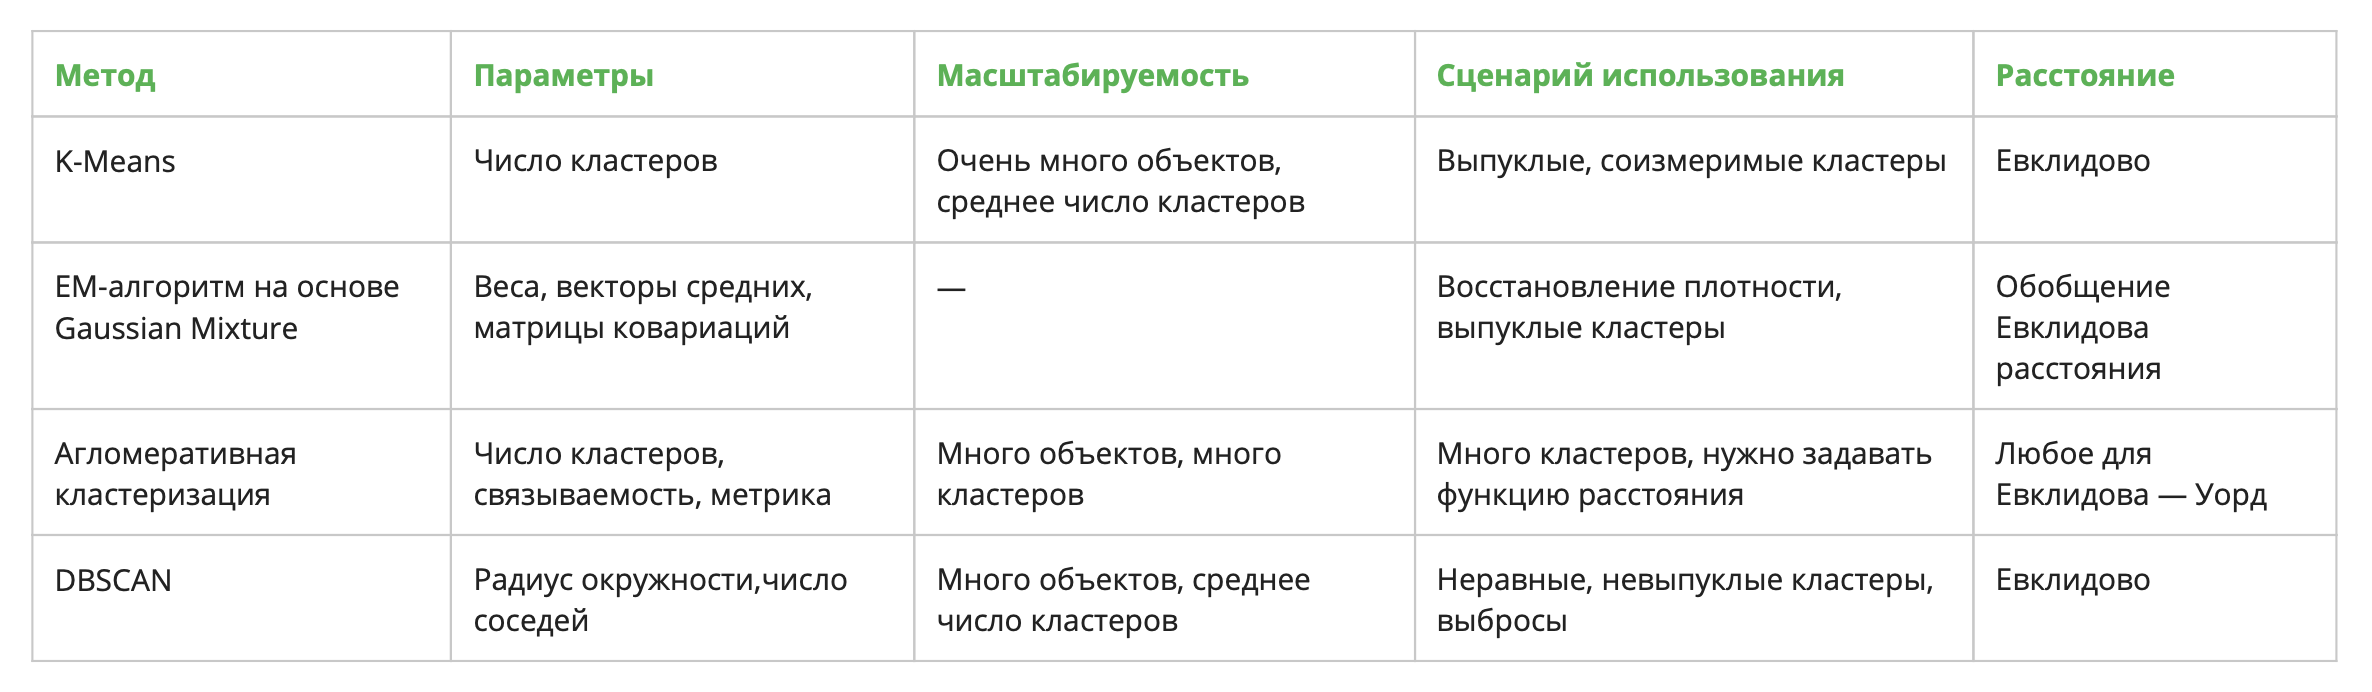 Метод
Параметры
Масштабируемость
Сценарий использования
Расстояние
K-Means
Число кластеров
Очень много объектов,
среднее число кластеров
Выпуклые, соизмеримые кластеры
Евклидово
EM-алгоритм на основе
Gaussian Mixture
Веса, векторы средних,
матрицы ковариаций
—
Восстановление плотности,
выпуклые кластеры
Обобщение
Евклидова
расстояния
Агломеративная
кластеризация
Число кластеров,
связываемость, метрика
Много объектов, много
кластеров
Много кластеров, нужно задавать
функцию расстояния
Любое для
Евклидова — Уорд
DBSCAN
Радиус окружности,число
соседей
Много объектов, среднее
число кластеров
Неравные, невыпуклые кластеры,
выбросы
Евклидово